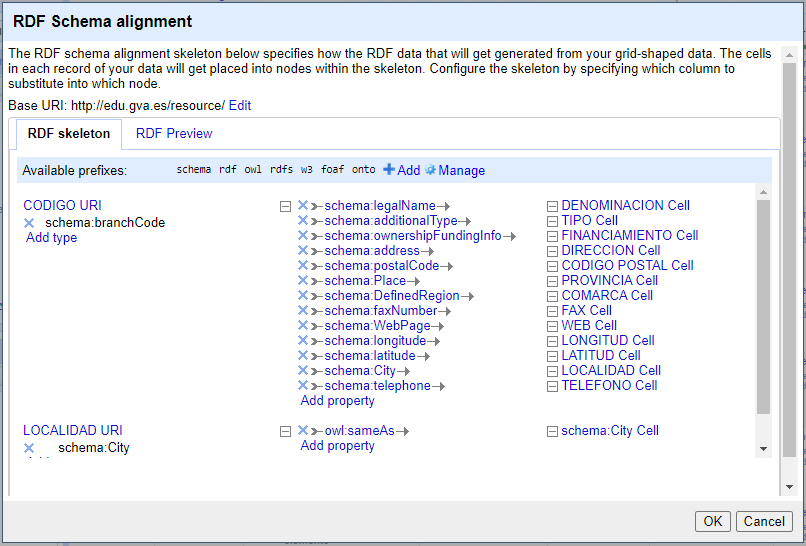 RDF Schema alignment
The RDF schema alignment skeleton below specifies how the RDF data that will get generated from your grid-shaped data. The cells
in each record of your data will get placed into nodes within the skeleton. Configure the skeleton by specifying which column to
substitute into which node.
Base URI: http://edu.gva.es/resource/ Edit
RDF skeleton RDF Preview
Available prefixes: schema rdf owl rdfs w3 foaf onto Add Manage
CODIGO URI schema:legalName DENOMINACION Cell
schema:branchCode schema:additionalType TIPO Cell
Add type schema:ownershipFundingInfo FINANCIAMIENTO Cell
schema:address DIRECCION Cell
schema:postalCode CODIGO POSTAL Cell
schema:Place PROVINCIA Cell
schema:DefinedRegion COMARCA Cell
schema:faxNumber FAX Cell
schema:WebPage WEB Cell
schema:longitude LONGITUD Cell
schema:latitude LATITUD Cell
schema:City LOCALIDAD Cell
schema:telephone TELEFONO Cell
Add property
LOCALIDAD URI owl:sameAs schema:City Cell
schema:City Add property
OK Cancel